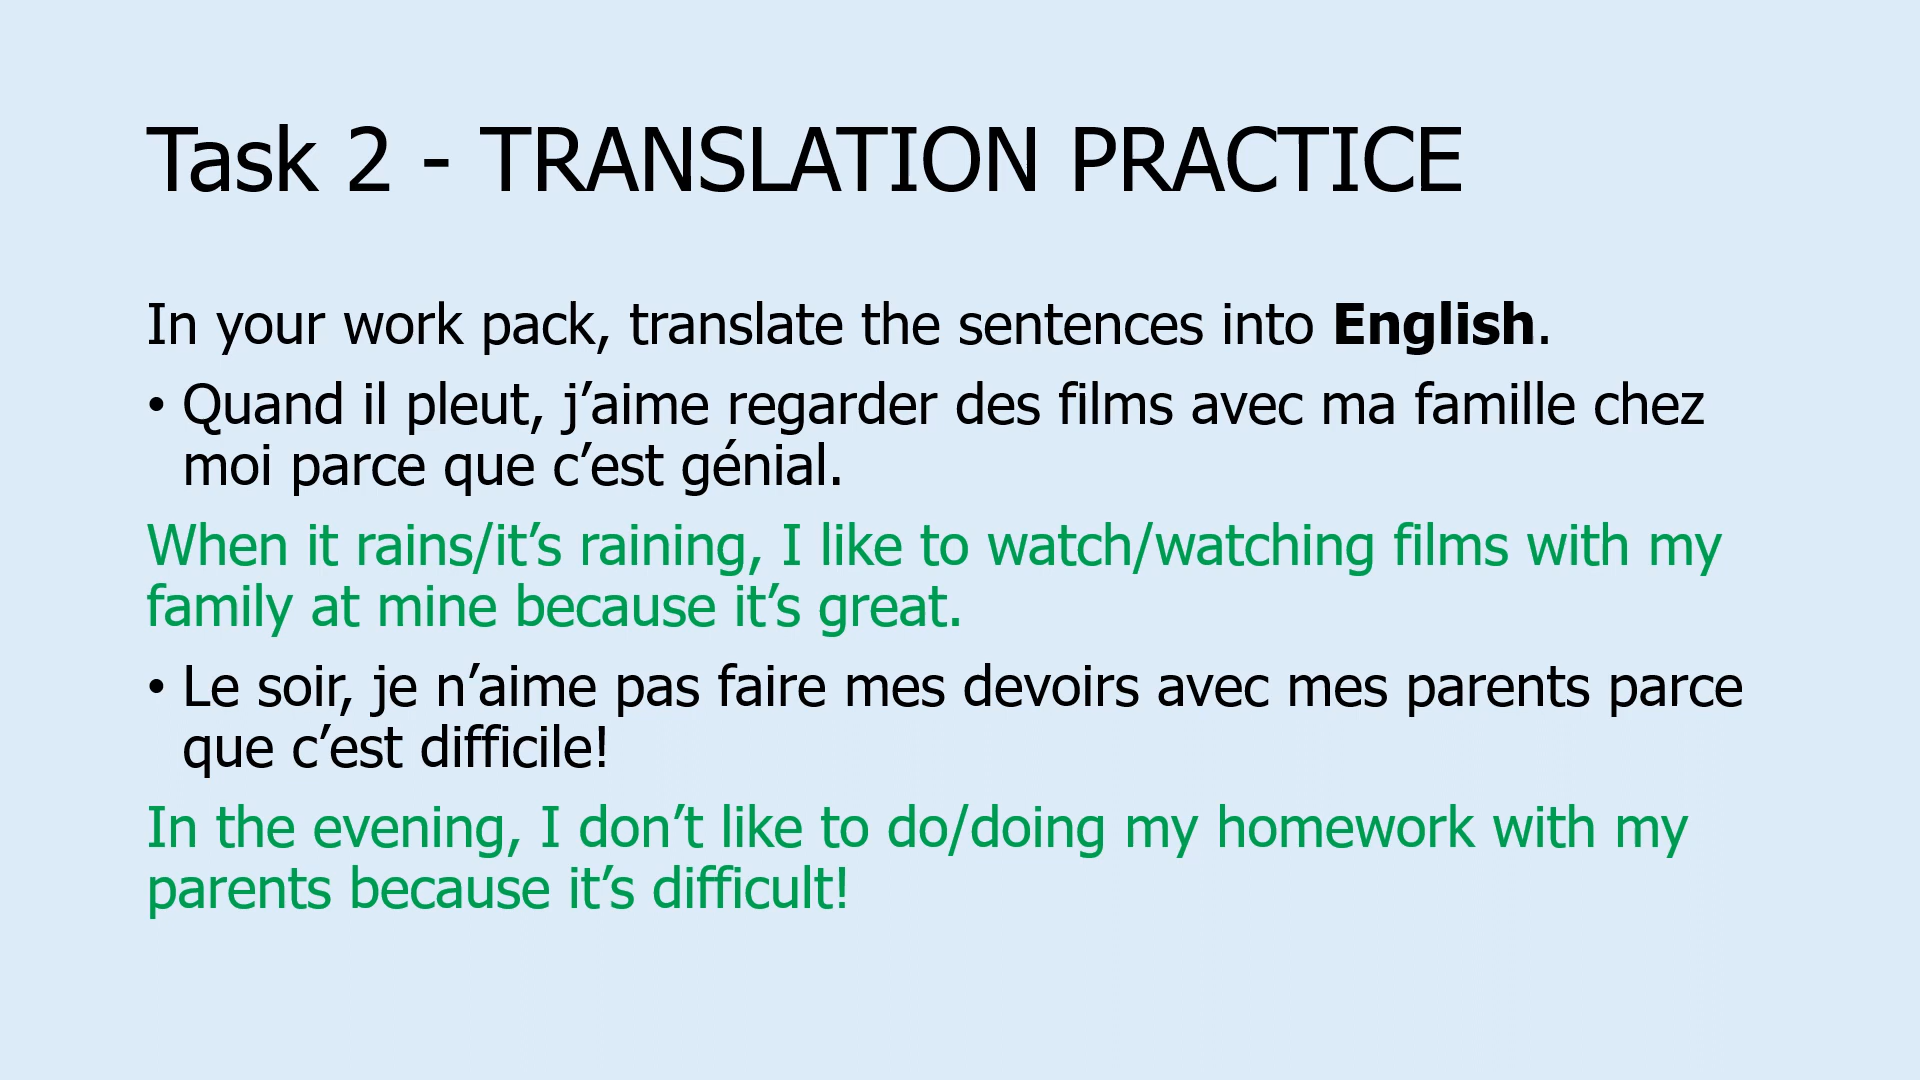 Task 2 - TRANSLATION PRACTICE
In your work pack, translate the sentences into English.
• Quand il pleut, j’aime regarder des films avec ma famille chez
moi parce que c’est génial.
When it rains/it’s raining, I like to watch/watching films with my
family at mine because it’s great.
• Le soir, je n’aime pas faire mes devoirs avec mes parents parce
que c’est difficile!
In the evening, I don’t like to do/doing my homework with my
parents because it’s difficult!